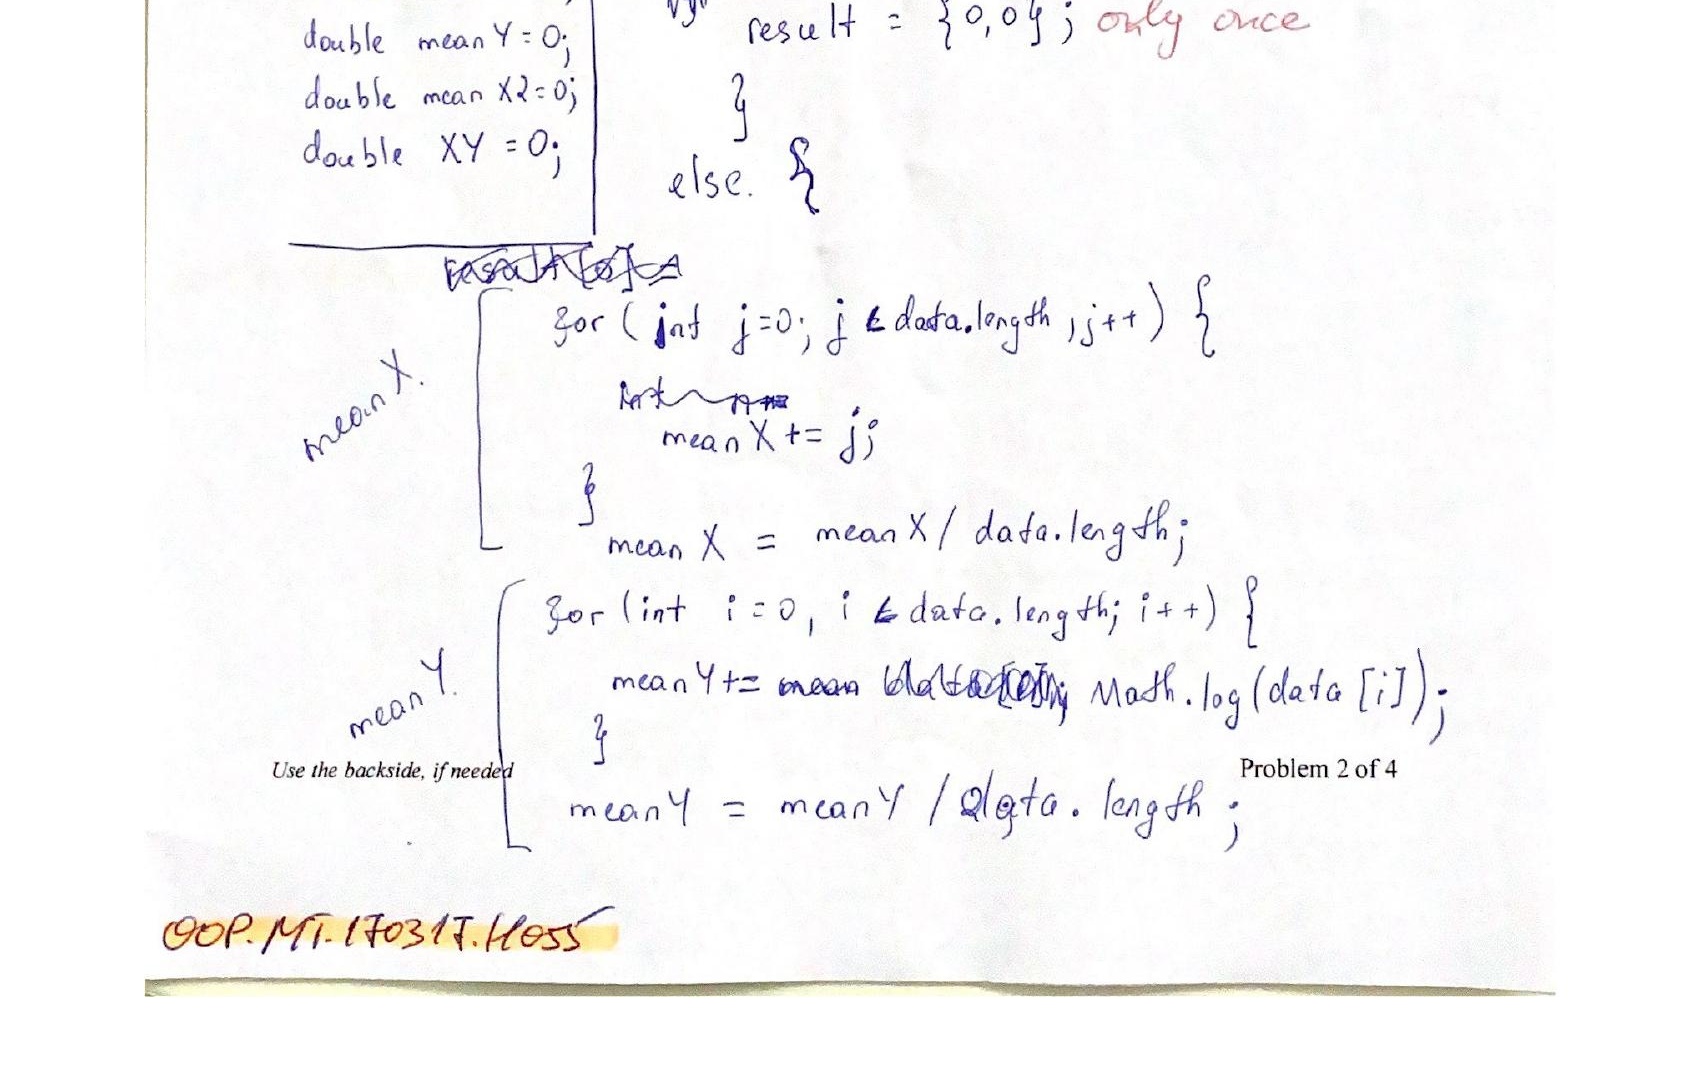 double meanY = 0;
double meanX2 = 0;
double XY = 0;
result = {0,0}; only once
}
else. {
for (int j=0; j < data.length ,j++) {
meanX += j;
}
meanX = meanX / data.length;
meanX.
for (int i=0, i < data.length; i++) {
meanY += mean Math.log(data [i]);
}
meanY = meanY / data.length;
meanY.
Use the backside, if needed
Problem 2 of 4
OOP.MT.170317.H055